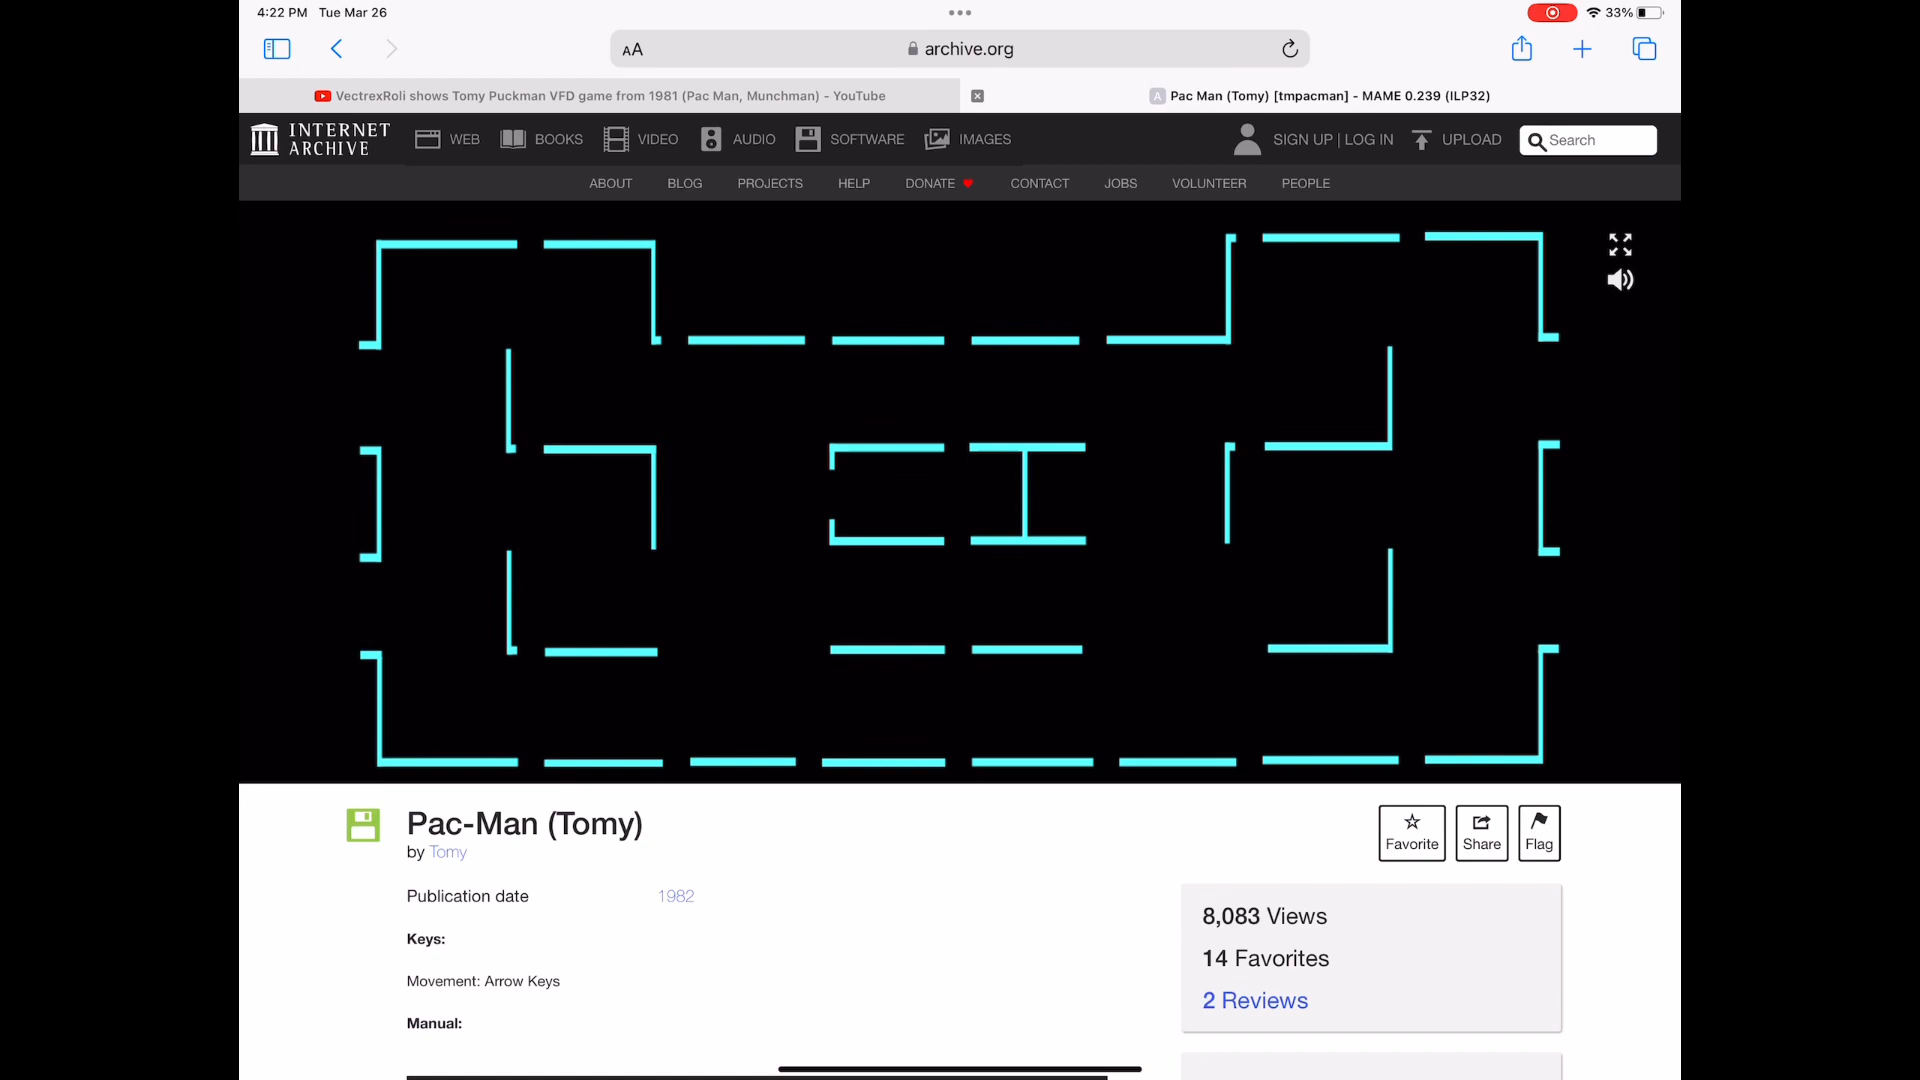 4:22 PM Tue Mar 26
33%
AA
archive.org
VectrexRoli shows Tomy Puckman VFD game from 1981 (Pac Man, Munchman) - YouTube
A
Pac Man (Tomy) [tmpacman] - MAME 0.239 (ILP32)
INTERNET
ARCHIVE
WEB
BOOKS
VIDEO
AUDIO
SOFTWARE
IMAGES
SIGN UP | LOG IN
UPLOAD
Search
ABOUT
BLOG
PROJECTS
HELP
DONATE
CONTACT
JOBS
VOLUNTEER
PEOPLE
Pac-Man (Tomy)
by Tomy
Favorite
Share
Flag
Publication date 1982
Keys:
Movement: Arrow Keys
Manual:
8,083 Views
14 Favorites
2 Reviews